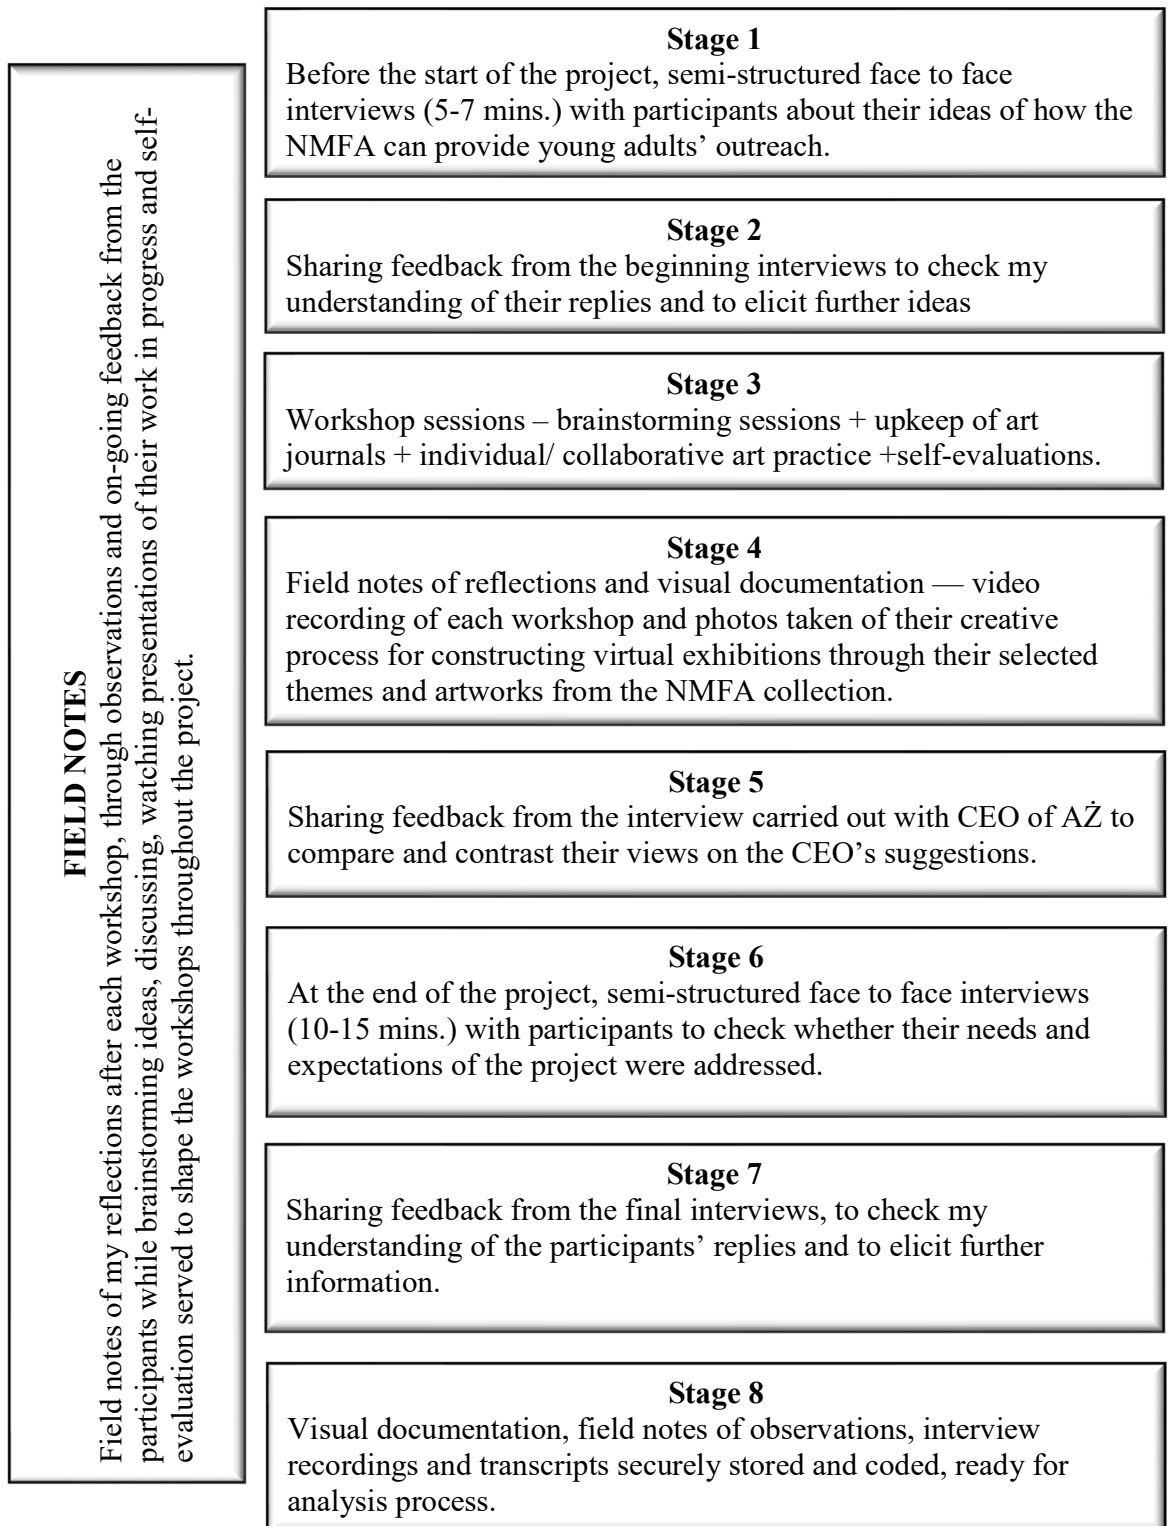 FIELD NOTES
Field notes of my reflections after each workshop, through observations and on-going feedback from the
participants while brainstorming ideas, discussing, watching presentations of their work in progress and self-
evaluation served to shape the workshops throughout the project.
Stage 1
Before the start of the project, semi-structured face to face
interviews (5-7 mins.) with participants about their ideas of how the
NMFA can provide young adults’ outreach.
Stage 2
Sharing feedback from the beginning interviews to check my
understanding of their replies and to elicit further ideas
Stage 3
Workshop sessions – brainstorming sessions + upkeep of art
journals + individual/ collaborative art practice +self-evaluations.
Stage 4
Field notes of reflections and visual documentation — video
recording of each workshop and photos taken of their creative
process for constructing virtual exhibitions through their selected
themes and artworks from the NMFA collection.
Stage 5
Sharing feedback from the interview carried out with CEO of AŻ to
compare and contrast their views on the CEO’s suggestions.
Stage 6
At the end of the project, semi-structured face to face interviews
(10-15 mins.) with participants to check whether their needs and
expectations of the project were addressed.
Stage 7
Sharing feedback from the final interviews, to check my
understanding of the participants’ replies and to elicit further
information.
Stage 8
Visual documentation, field notes of observations, interview
recordings and transcripts securely stored and coded, ready for
analysis process.